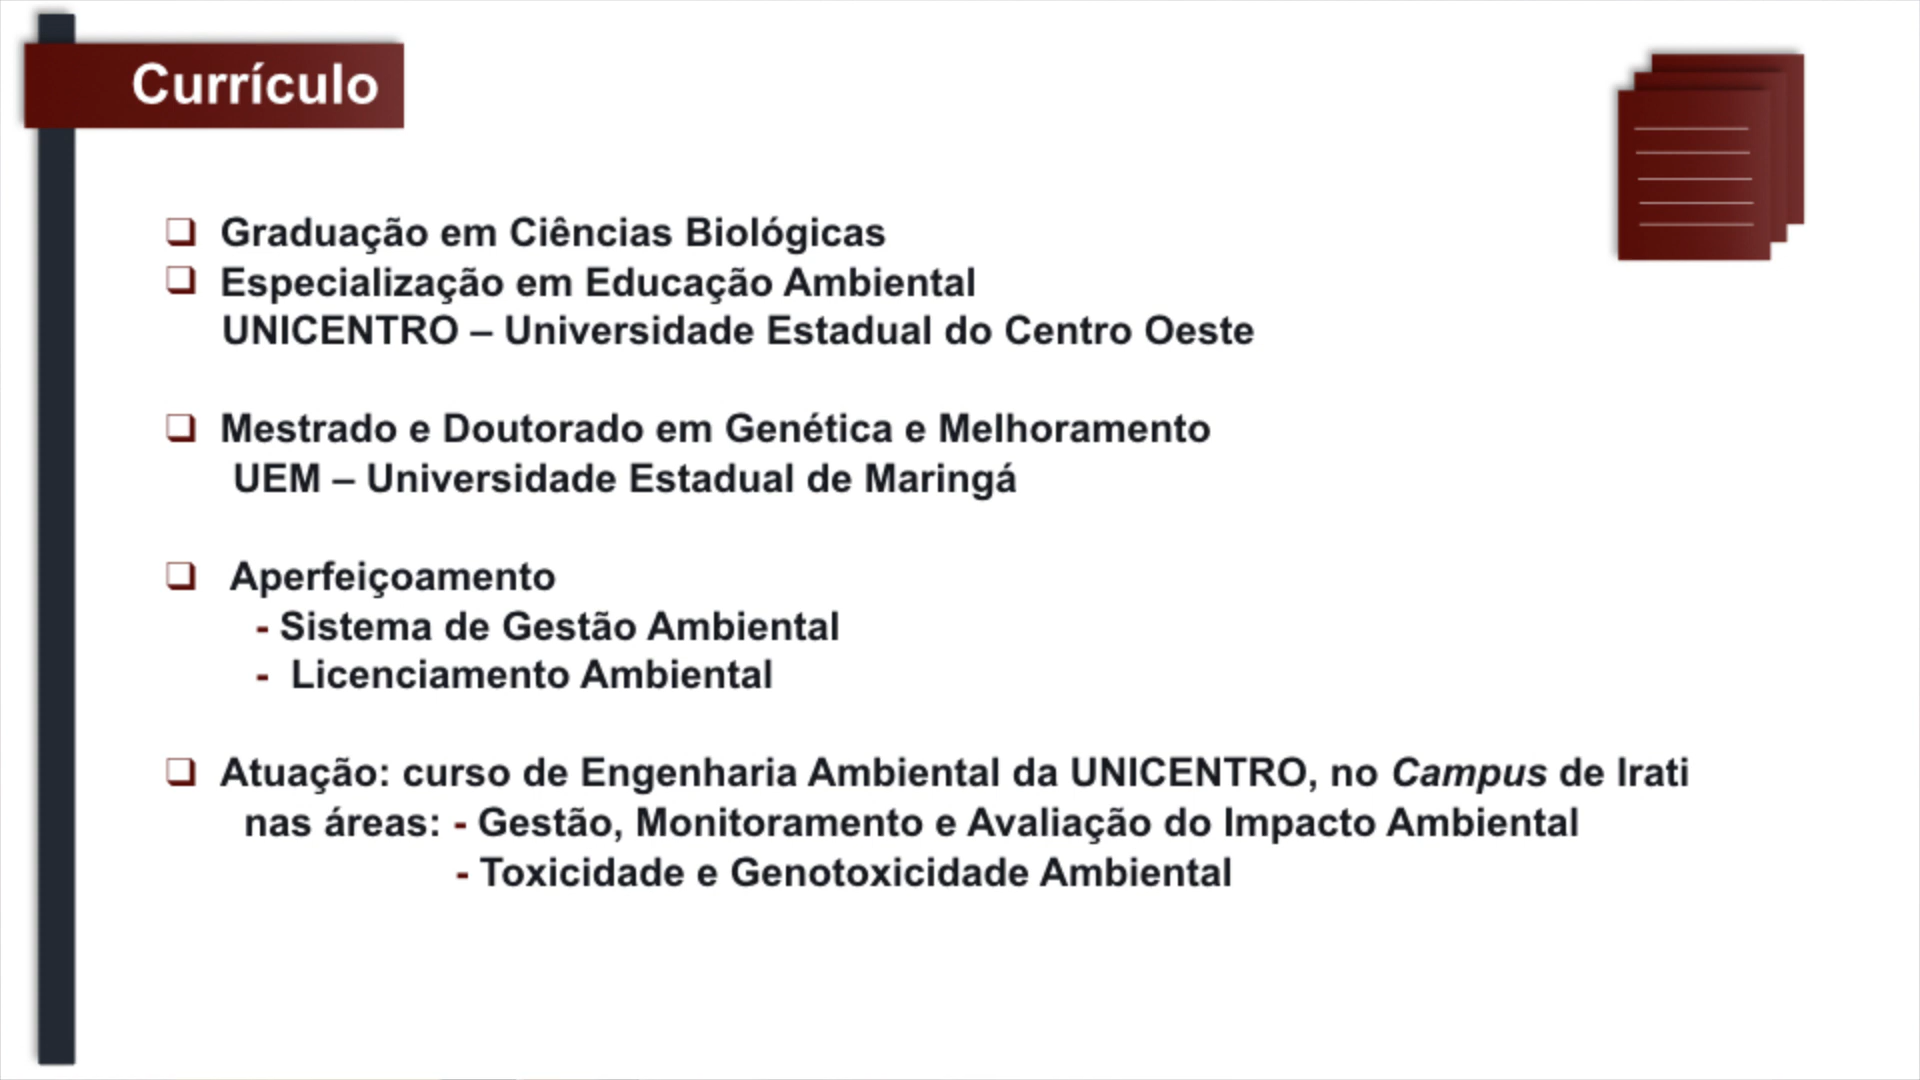 Currículo
❑ Graduação em Ciências Biológicas
❑ Especialização em Educação Ambiental
UNICENTRO – Universidade Estadual do Centro Oeste
❑ Mestrado e Doutorado em Genética e Melhoramento
UEM – Universidade Estadual de Maringá
❑ Aperfeiçoamento
- Sistema de Gestão Ambiental
- Licenciamento Ambiental
❑ Atuação: curso de Engenharia Ambiental da UNICENTRO, no Campus de Irati
nas áreas: - Gestão, Monitoramento e Avaliação do Impacto Ambiental
- Toxicidade e Genotoxicidade Ambiental